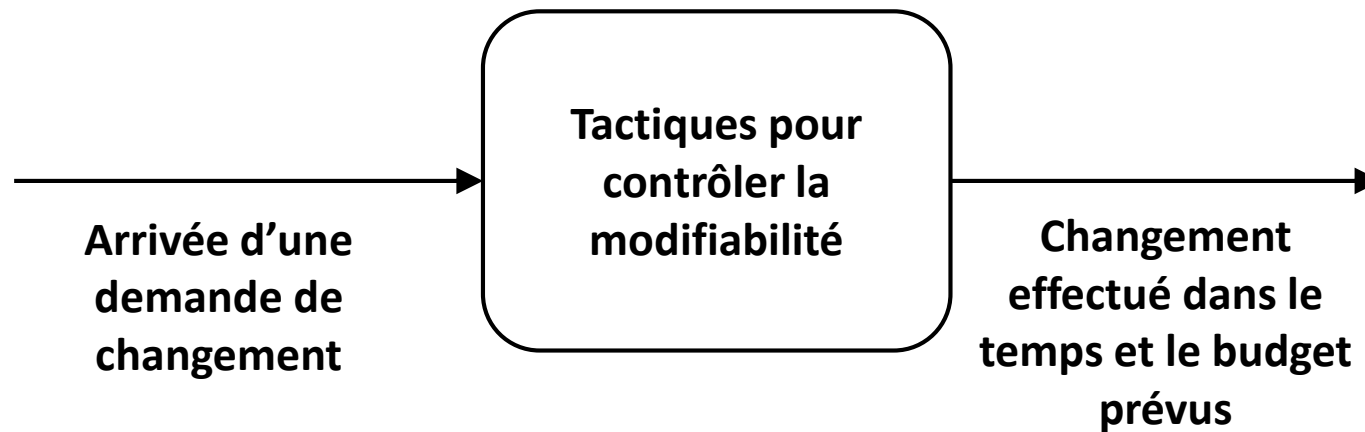 Arrivée d’une
demande de
changement
Tactiques pour
contrôler la
modifiabilité
Changement
effectué dans le
temps et le budget
prévus